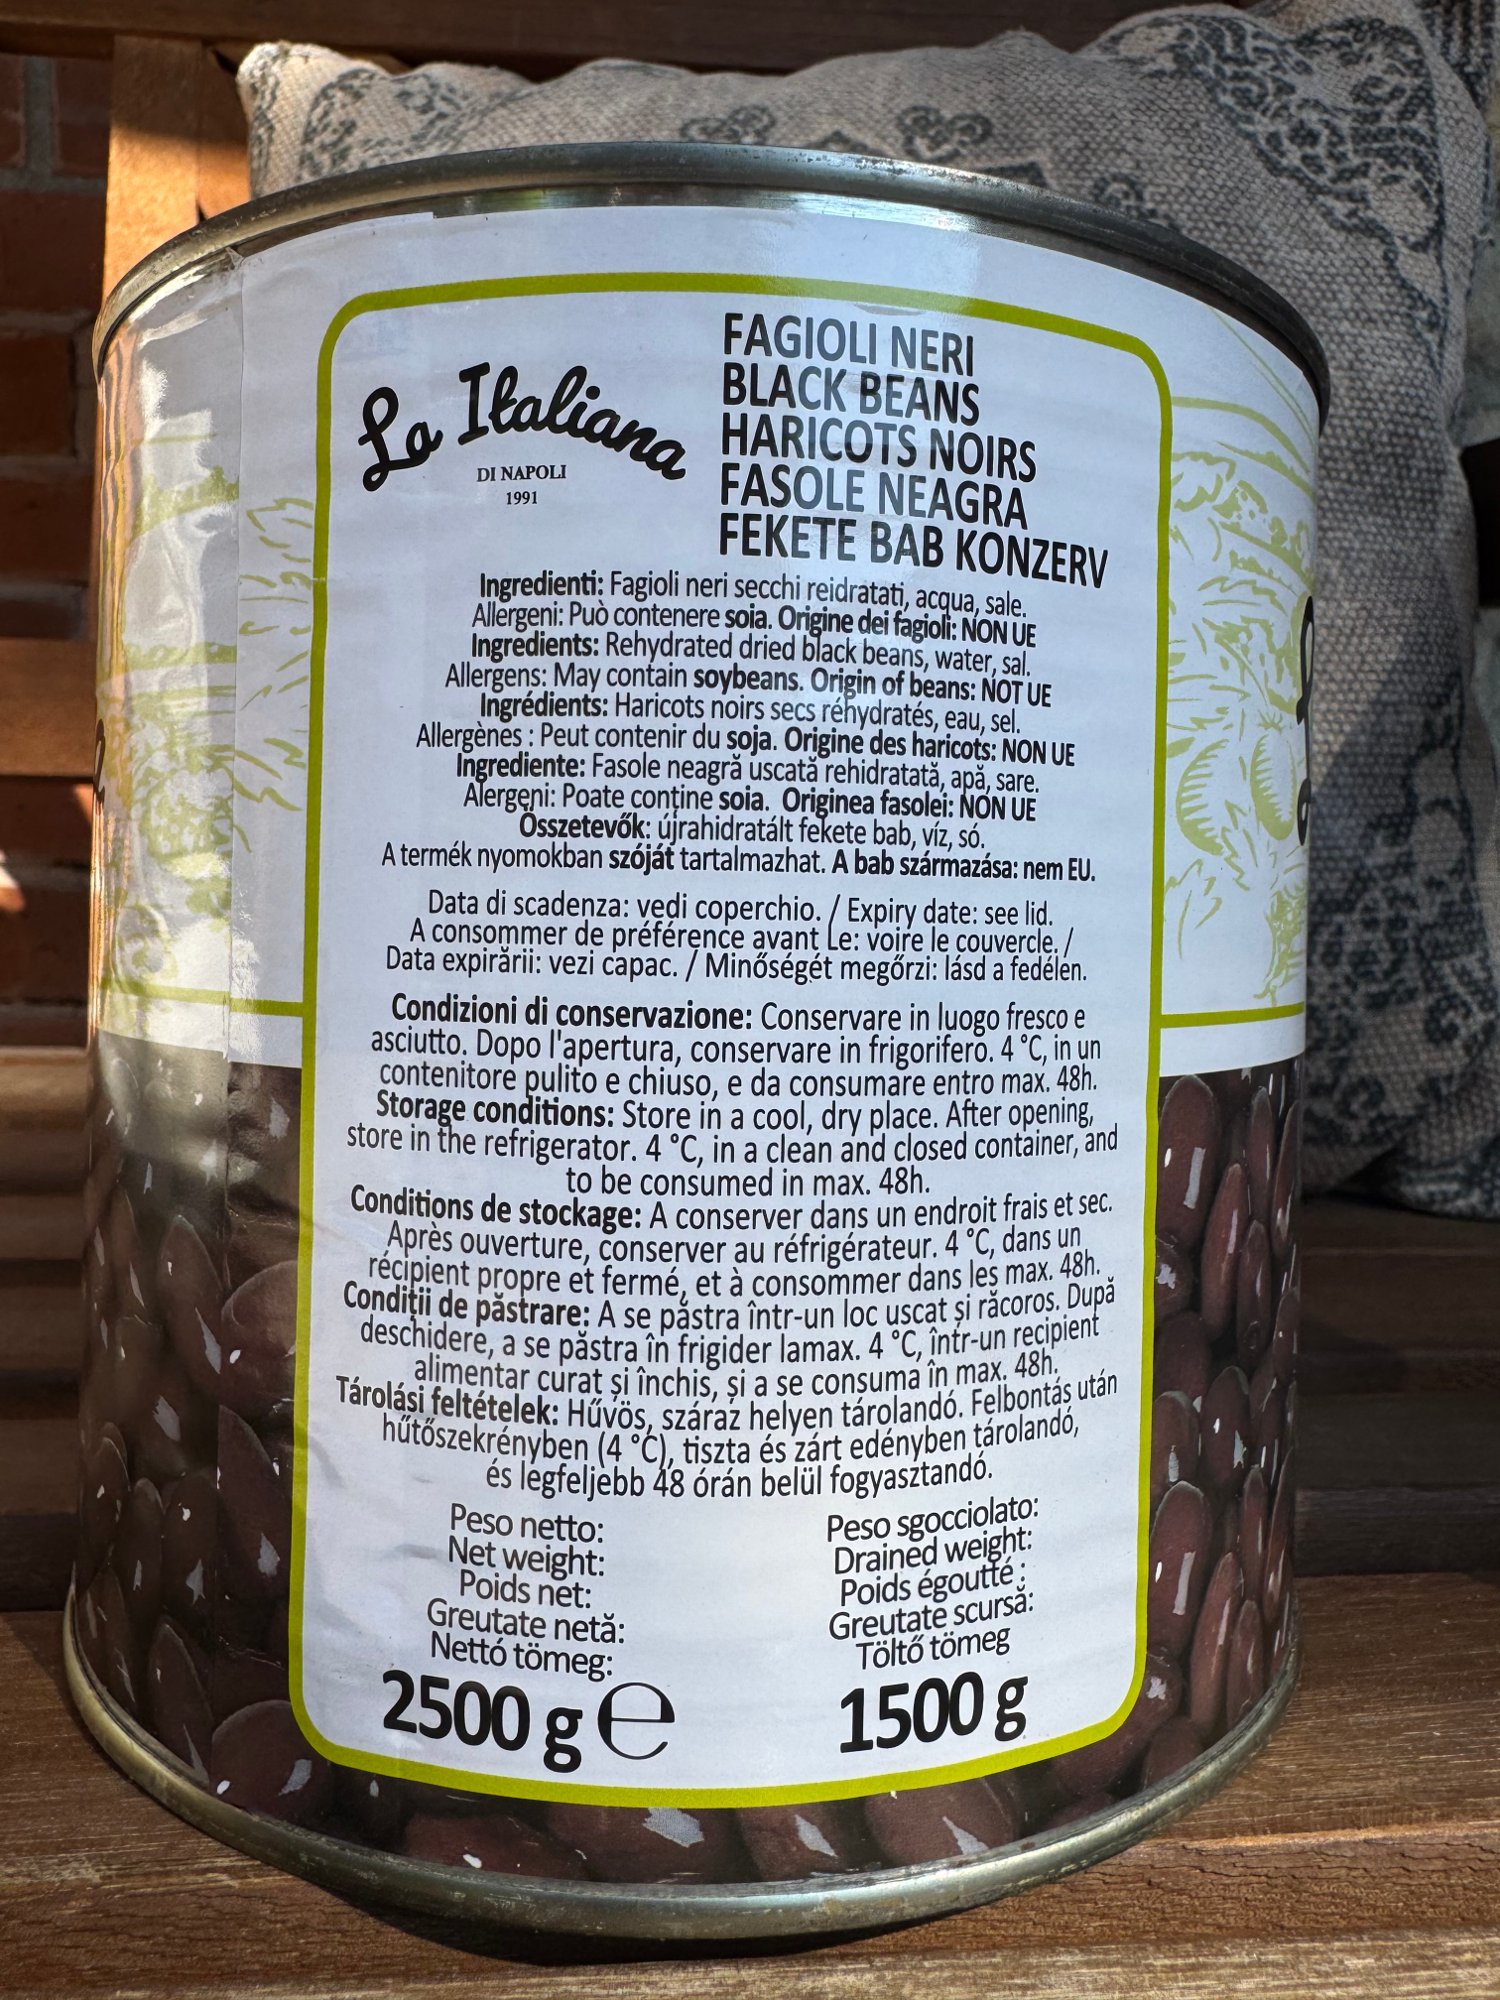 La Italiana
DI NAPOLI
1991
FAGIOLI NERI
BLACK BEANS
HARICOTS NOIRS
FASOLE NEAGRA
FEKETE BAB KONZERV
Ingredienti: Fagioli neri secchi reidratati, acqua, sale.
Allergeni: Può contenere soia. Origine dei fagioli: NON UE
Ingredients: Rehydrated dried black beans, water, sal.
Allergens: May contain soybeans. Origin of beans: NOT UE
Ingrédients: Haricots noirs secs réhydratés, eau, sel.
Allergènes : Peut contenir du soja. Origine des haricots: NON UE
Ingrediente: Fasole neagră uscată rehidratată, apă, sare.
Alergeni: Poate conține soia. Originea fasolei: NON UE
Összetevők: újrahidratált fekete bab, víz, só.
A termék nyomokban szóját tartalmazhat. A bab származása: nem EU.
Data di scadenza: vedi coperchio. / Expiry date: see lid.
A consommer de préférence avant Le: voire le couvercle. /
Data expirării: vezi capac. / Minőségét megőrzi: lásd a fedélen.
Condizioni di conservazione: Conservare in luogo fresco e
asciutto. Dopo l'apertura, conservare in frigorifero. 4 °C, in un
contenitore pulito e chiuso, e da consumare entro max. 48h.
Storage conditions: Store in a cool, dry place. After opening,
store in the refrigerator. 4 °C, in a clean and closed container, and
to be consumed in max. 48h.
Conditions de stockage: A conserver dans un endroit frais et sec.
Après ouverture, conserver au réfrigérateur. 4 °C, dans un
récipient propre et fermé, et à consommer dans les max. 48h.
Condiții de păstrare: A se păstra într-un loc uscat și răcoros. După
deschidere, a se păstra în frigider lamax. 4 °C, într-un recipient
alimentar curat și închis, și a se consuma în max. 48h.
Tárolási feltételek: Hűvös, száraz helyen tárolandó. Felbontás után
hűtőszekrényben (4 °C), tiszta és zárt edényben tárolandó,
és legfeljebb 48 órán belül fogyasztandó.
Peso netto:
Net weight:
Poids net:
Greutate netă:
Nettó tömeg:
2500 g ℮
Peso sgocciolato:
Drained weight:
Poids égoutté :
Greutate scursă:
Töltő tömeg
1500 g